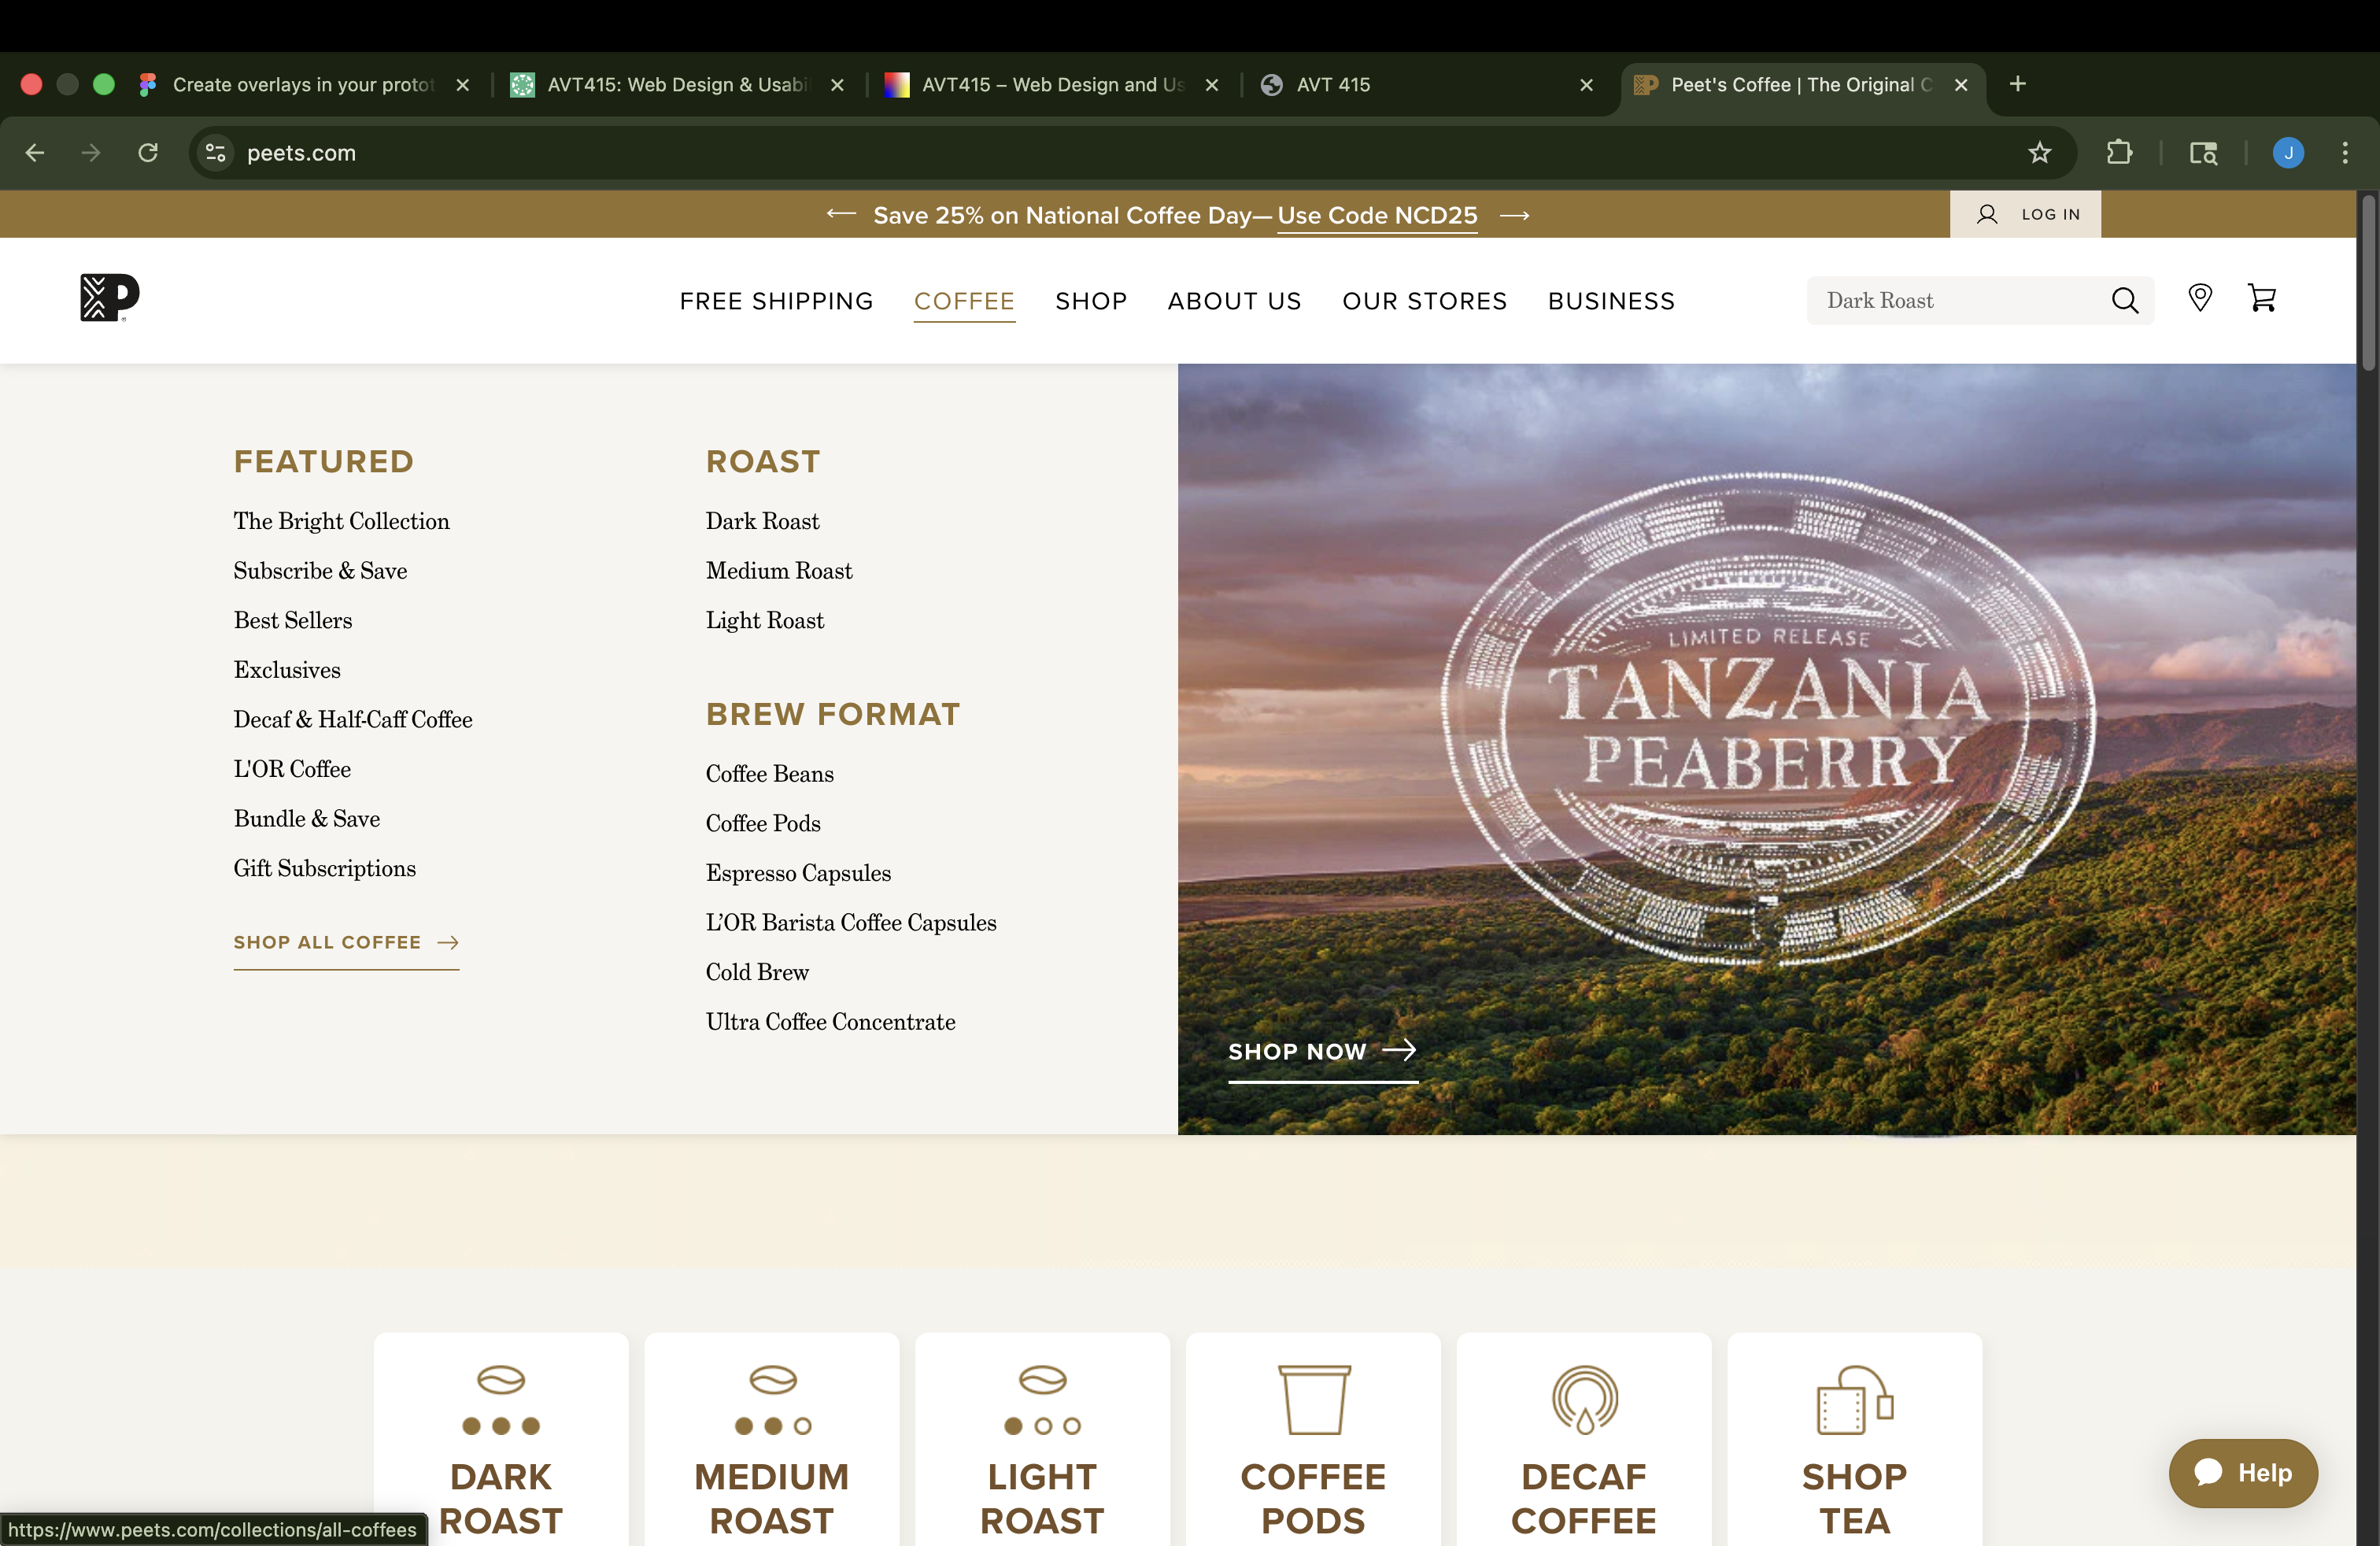 Create overlays in your protot
AVT415: Web Design & Usabi
AVT415 – Web Design and Us
AVT 415
Peet's Coffee | The Original C
peets.com
J
Save 25% on National Coffee Day— Use Code NCD25
LOG IN
P
FREE SHIPPING
COFFEE
SHOP
ABOUT US
OUR STORES
BUSINESS
Dark Roast
FEATURED
The Bright Collection
Subscribe & Save
Best Sellers
Exclusives
Decaf & Half-Caff Coffee
L'OR Coffee
Bundle & Save
Gift Subscriptions
SHOP ALL COFFEE
ROAST
Dark Roast
Medium Roast
Light Roast
BREW FORMAT
Coffee Beans
Coffee Pods
Espresso Capsules
L’OR Barista Coffee Capsules
Cold Brew
Ultra Coffee Concentrate
LIMITED RELEASE
TANZANIA
PEABERRY
SHOP NOW
DARK
ROAST
MEDIUM
ROAST
LIGHT
ROAST
COFFEE
PODS
DECAF
COFFEE
SHOP
TEA
Help
https://www.peets.com/collections/all-coffees